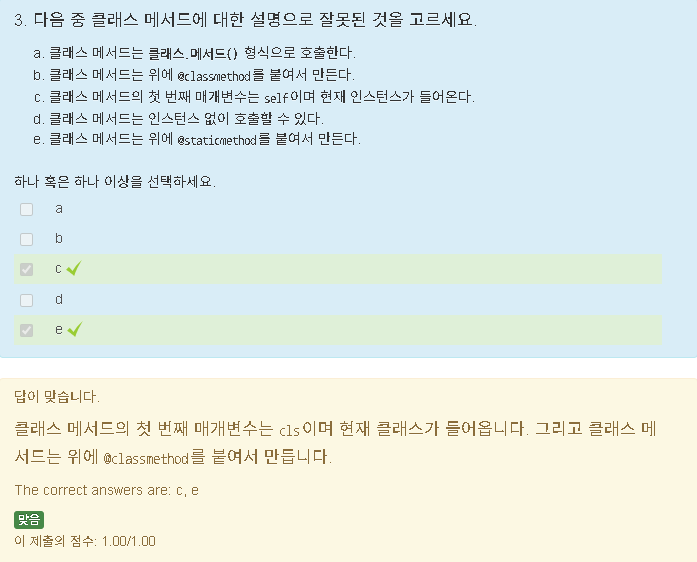 3. 다음 중 클래스 메서드에 대한 설명으로 잘못된 것을 고르세요.
a. 클래스 메서드는 클래스.메서드() 형식으로 호출한다.
b. 클래스 메서드는 위에 @classmethod를 붙여서 만든다.
c. 클래스 메서드의 첫 번째 매개변수는 self이며 현재 인스턴스가 들어온다.
d. 클래스 메서드는 인스턴스 없이 호출할 수 있다.
e. 클래스 메서드는 위에 @staticmethod를 붙여서 만든다.
하나 혹은 하나 이상을 선택하세요.
a
b
c
d
e
답이 맞습니다.
클래스 메서드의 첫 번째 매개변수는 cls이며 현재 클래스가 들어옵니다. 그리고 클래스 메
서드는 위에 @classmethod를 붙여서 만듭니다.
The correct answers are: c, e
맞음
이 제출의 점수: 1.00/1.00